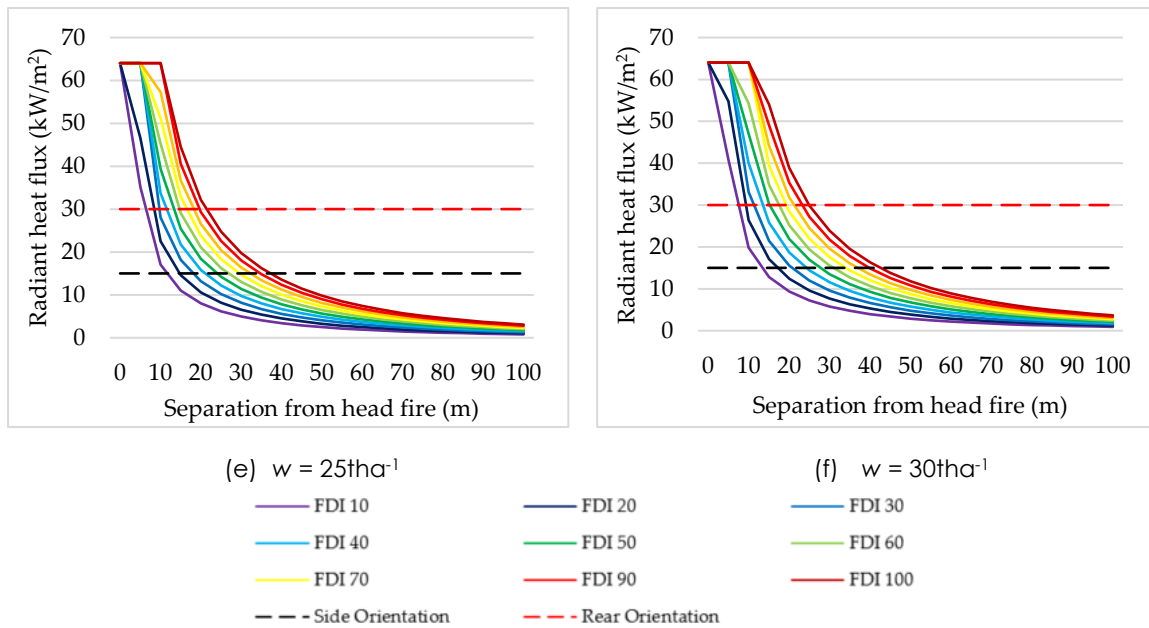 70
60
50
40
30
20
10
0
Radiant heat flux (kW/m²)
0 10 20 30 40 50 60 70 80 90 100
Separation from head fire (m)
(e) w = 25tha⁻¹
70
60
50
40
30
20
10
0
Radiant heat flux (kW/m²)
0 10 20 30 40 50 60 70 80 90 100
Separation from head fire (m)
(f) w = 30tha⁻¹
FDI 10 FDI 20 FDI 30
FDI 40 FDI 50 FDI 60
FDI 70 FDI 90 FDI 100
Side Orientation Rear Orientation